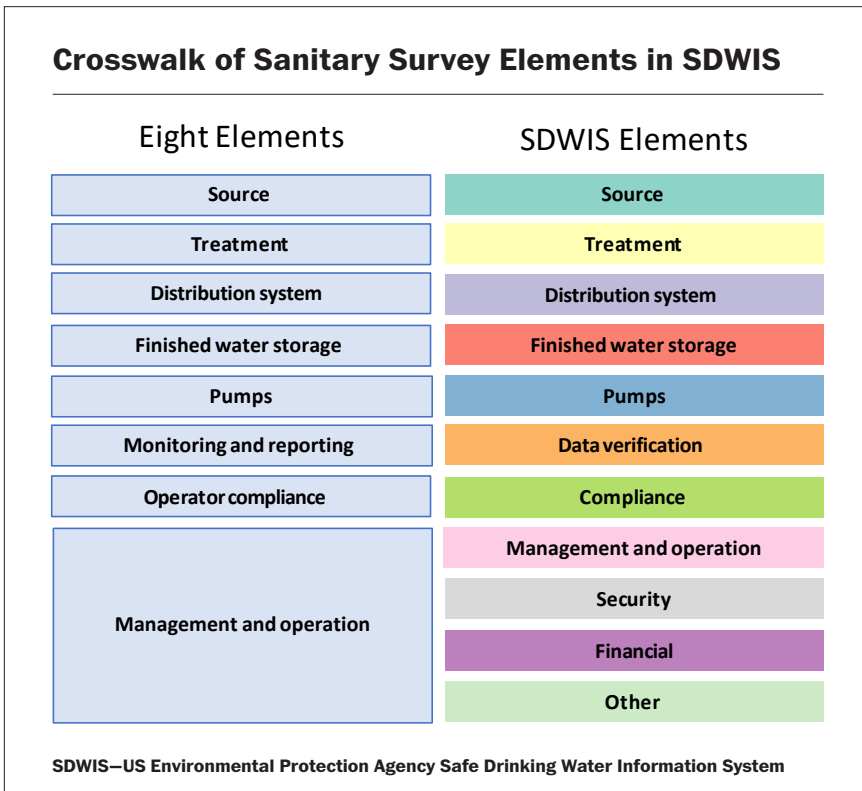 Crosswalk of Sanitary Survey Elements in SDWIS
Eight Elements
SDWIS Elements
Source
Source
Treatment
Treatment
Distribution system
Distribution system
Finished water storage
Finished water storage
Pumps
Pumps
Monitoring and reporting
Data verification
Operator compliance
Compliance
Management and operation
Management and operation
Security
Financial
Other
SDWIS—US Environmental Protection Agency Safe Drinking Water Information System